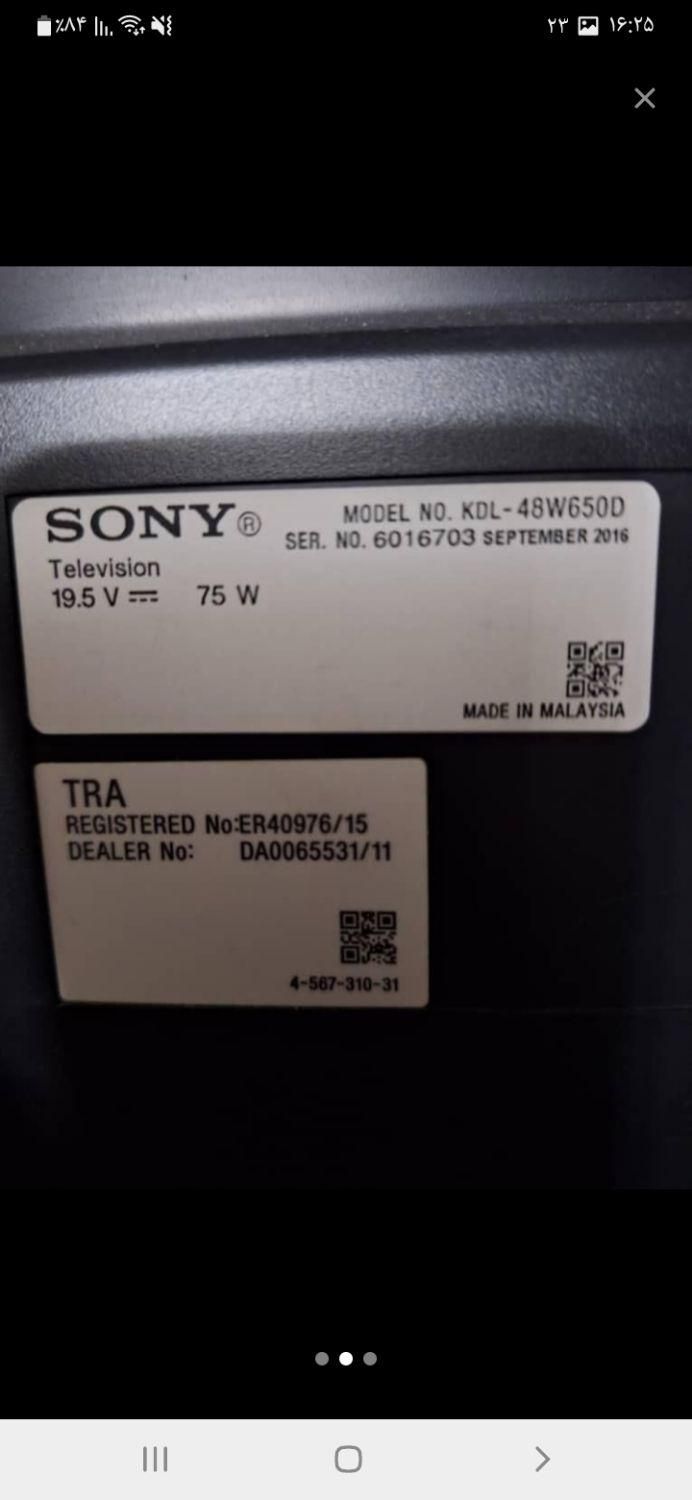 ٪۸۴
۲۳
۱۶:۲۵
SONY®
MODEL NO. KDL-48W650D
SER. NO. 6016703 SEPTEMBER 2016
Television
19.5 V ⎓ 75 W
MADE IN MALAYSIA
TRA
REGISTERED No:ER40976/15
DEALER No: DA0065531/11
4-567-310-31